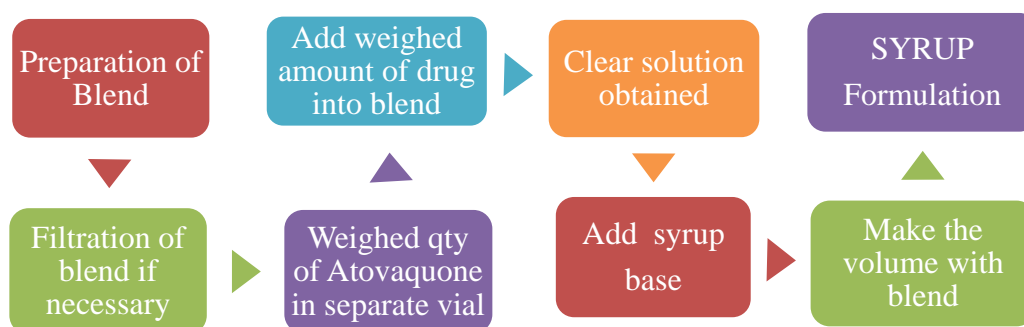 Preparation of
Blend
Filtration of
blend if
necessary
Weighed qty
of Atovaquone
in separate vial
Add weighed
amount of drug
into blend
Clear solution
obtained
Add syrup
base
Make the
volume with
blend
SYRUP
Formulation